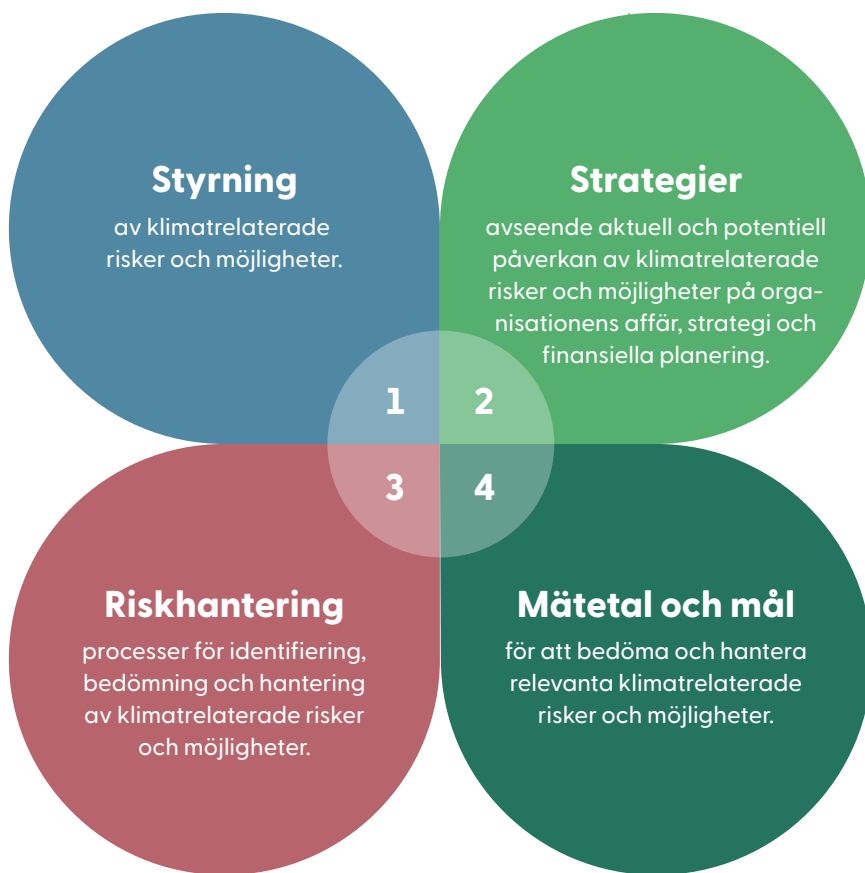 Styrning
av klimatrelaterade
risker och möjligheter.
Strategier
avseende aktuell och potentiell
påverkan av klimatrelaterade
risker och möjligheter på orga-
nisationens affär, strategi och
finansiella planering.
1
2
3
4
Riskhantering
processer för identifiering,
bedömning och hantering
av klimatrelaterade risker
och möjligheter.
Mätetal och mål
för att bedöma och hantera
relevanta klimatrelaterade
risker och möjligheter.